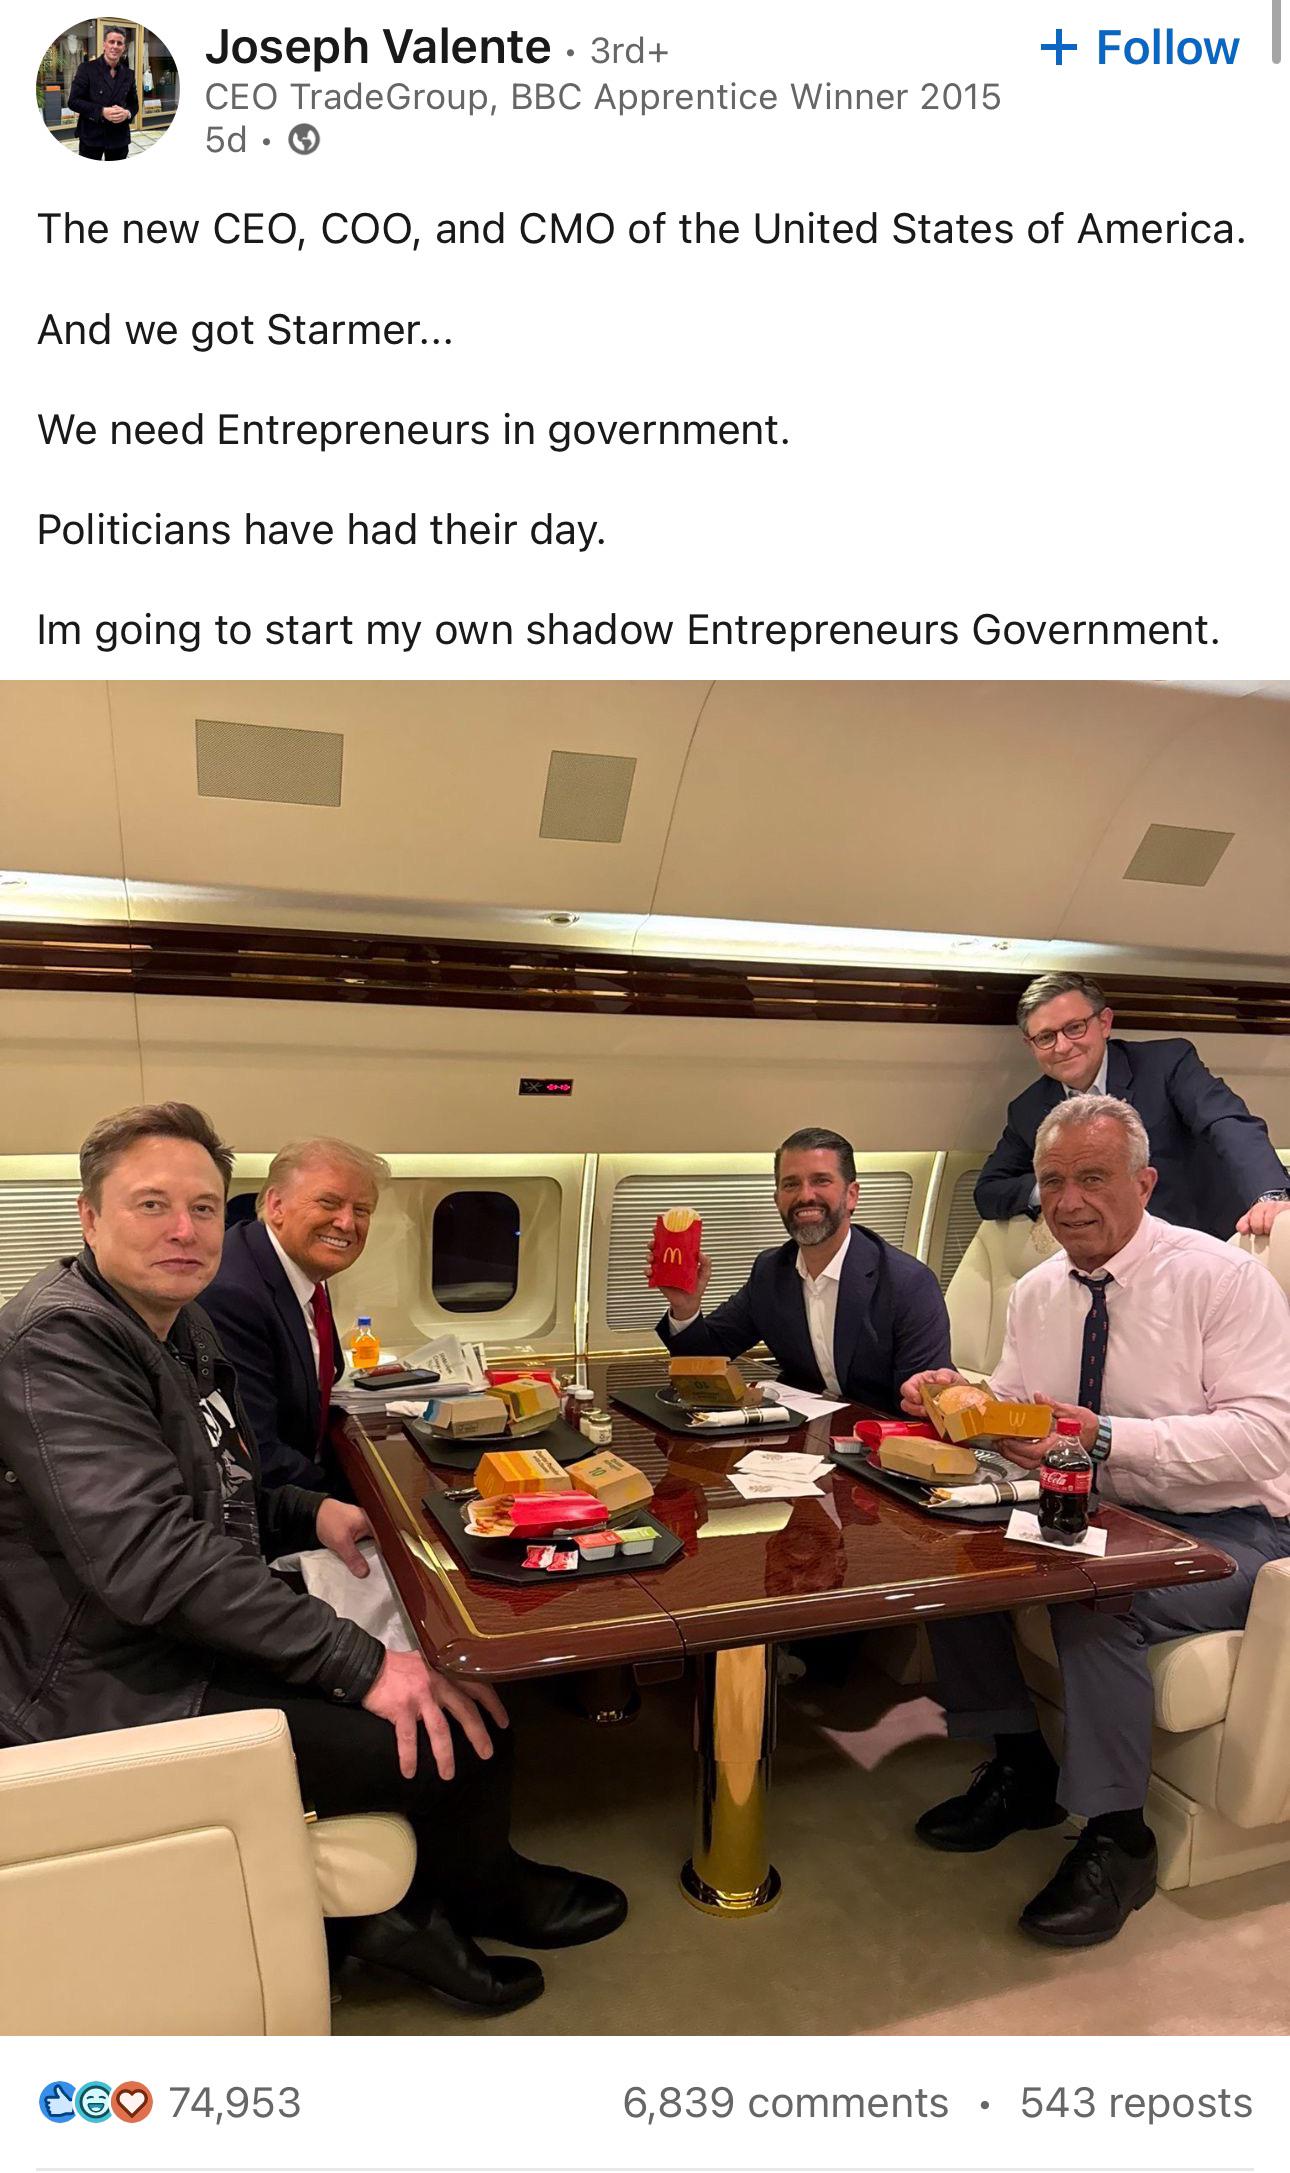 Joseph Valente · 3rd+
+ Follow
CEO TradeGroup, BBC Apprentice Winner 2015
5d ·
The new CEO, COO, and CMO of the United States of America.
And we got Starmer...
We need Entrepreneurs in government.
Politicians have had their day.
Im going to start my own shadow Entrepreneurs Government.
74,953
6,839 comments · 543 reposts